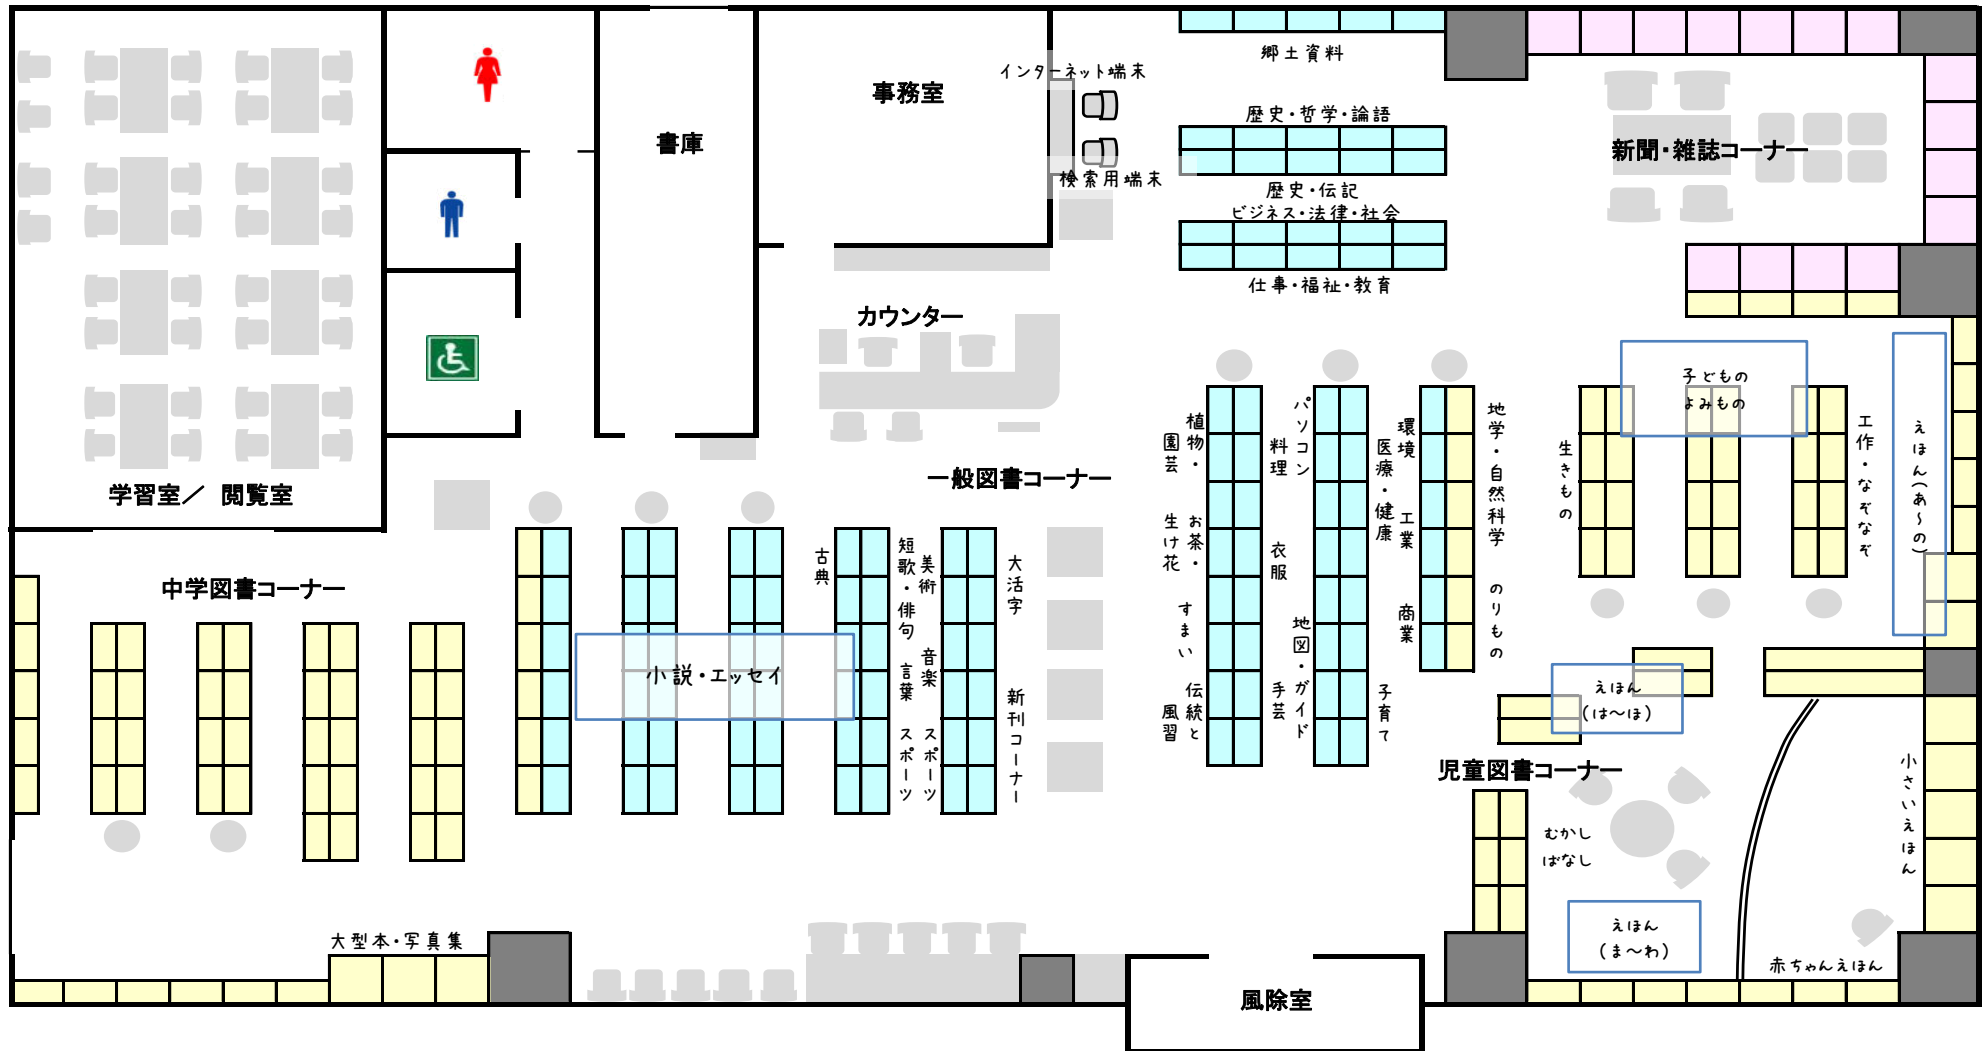 郷土資料
インターネット端末
事務室
歴史・哲学・論語
書庫
新聞・雑誌コーナー
検索用端末
歴史・伝記
ビジネス・法律・社会
仕事・福祉・教育
カウンター
子どもの
よみもの
えほん(あ~の)
植物・
園芸
料理
パソコン
医療・健康
環境
地学・自然科学
生きもの
工作・なぞなぞ
学習室／ 閲覧室
一般図書コーナー
お茶・
生け花
衣服
工業
古典
短歌・俳句
美術
大活字
中学図書コーナー
すまい
地図・ガイド
商業
のりもの
小説・エッセイ
言葉
音楽
新刊コーナー
伝統と
風習
手芸
子育て
えほん
(は~ほ)
スポーツ
スポーツ
児童図書コーナー
小さいえほん
むかし
ばなし
大型本・写真集
えほん
(ま~わ)
赤ちゃんえほん
風除室